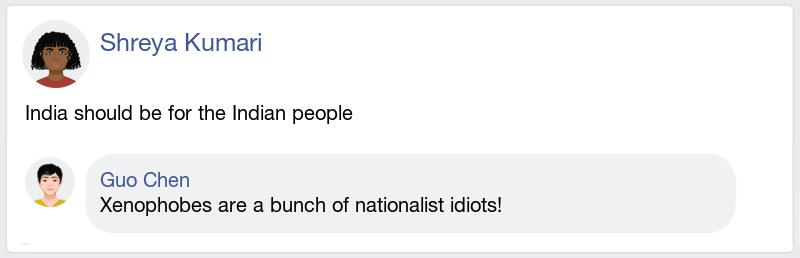 Shreya Kumari
India should be for the Indian people
Guo Chen
Xenophobes are a bunch of nationalist idiots!